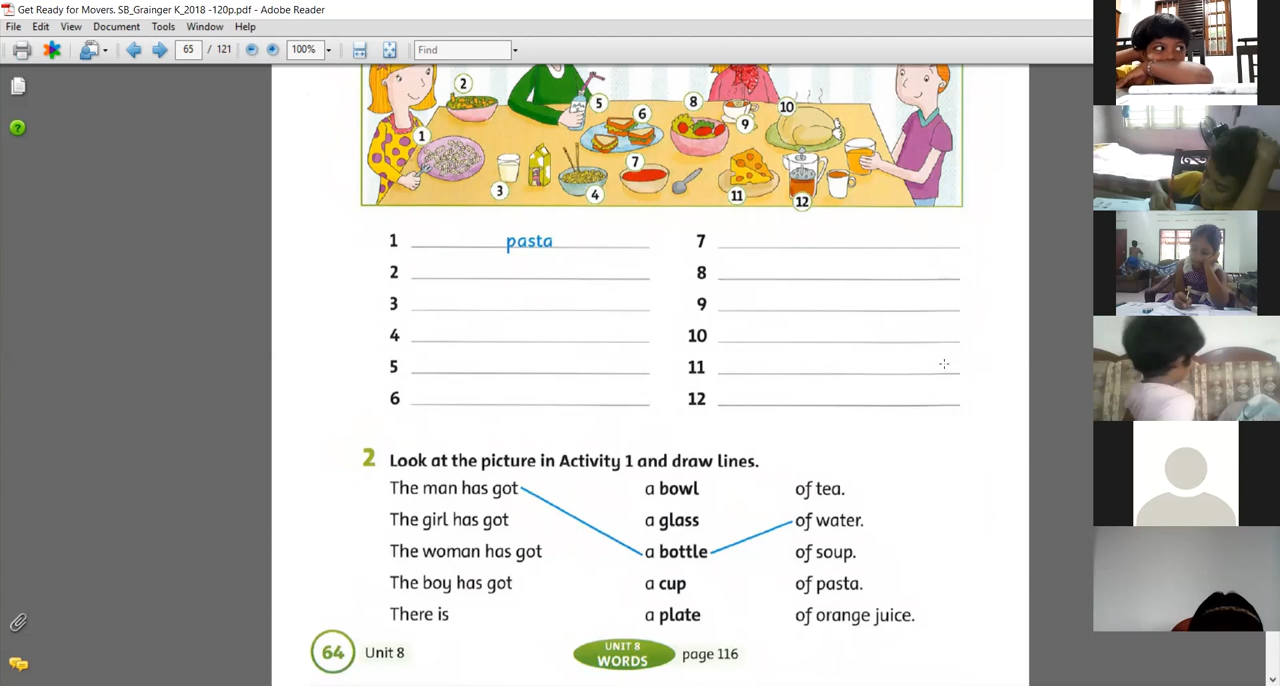 Get Ready for Movers. SB_Grainger K_2018 -120p.pdf - Adobe Reader
File Edit View Document Tools Window Help
65 / 121 100% Find
2
5
8
10
6
9
1
7
3
4
11
12
1 pasta 7
2 8
3 9
4 10
5 11
6 12
2 Look at the picture in Activity 1 and draw lines.
The man has got a bowl of tea.
The girl has got a glass of water.
The woman has got a bottle of soup.
The boy has got a cup of pasta.
There is a plate of orange juice.
64 Unit 8 UNIT 8 WORDS page 116